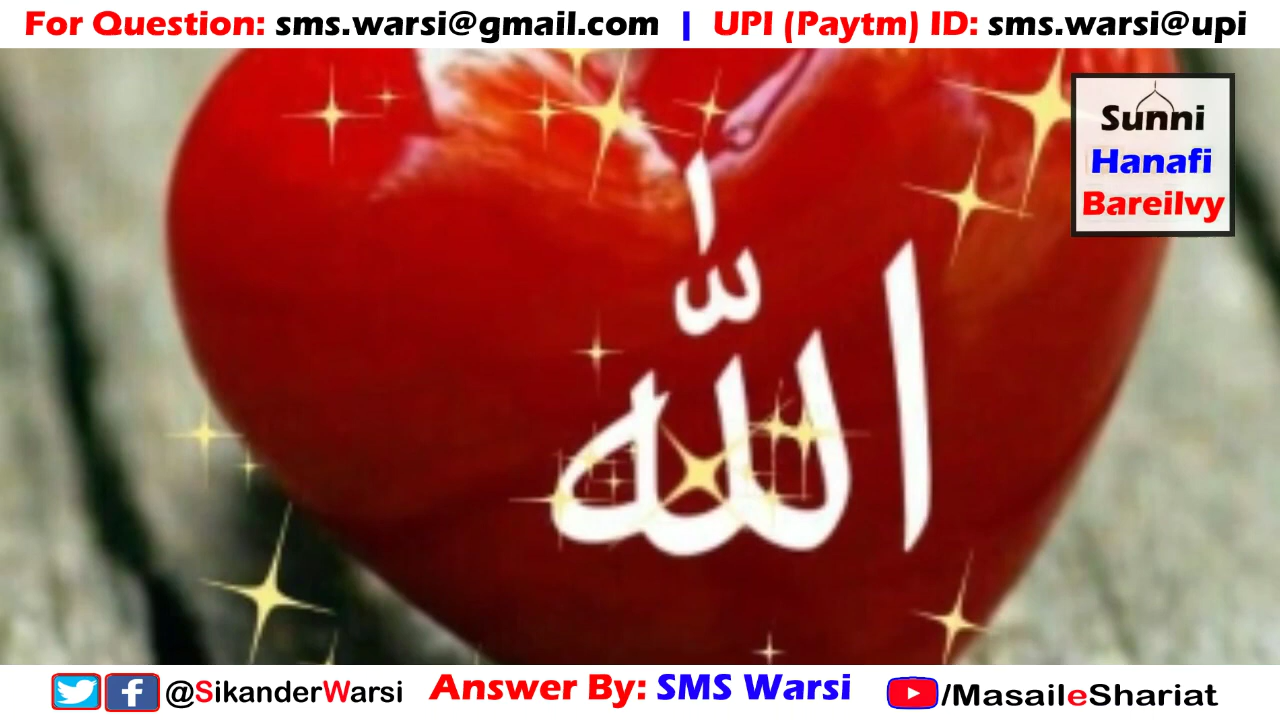 For Question: sms.warsi@gmail.com | UPI (Paytm) ID: sms.warsi@upi
Sunni
Hanafi
Bareilvy
الله
@SikanderWarsi Answer By: SMS Warsi /MasaileShariat